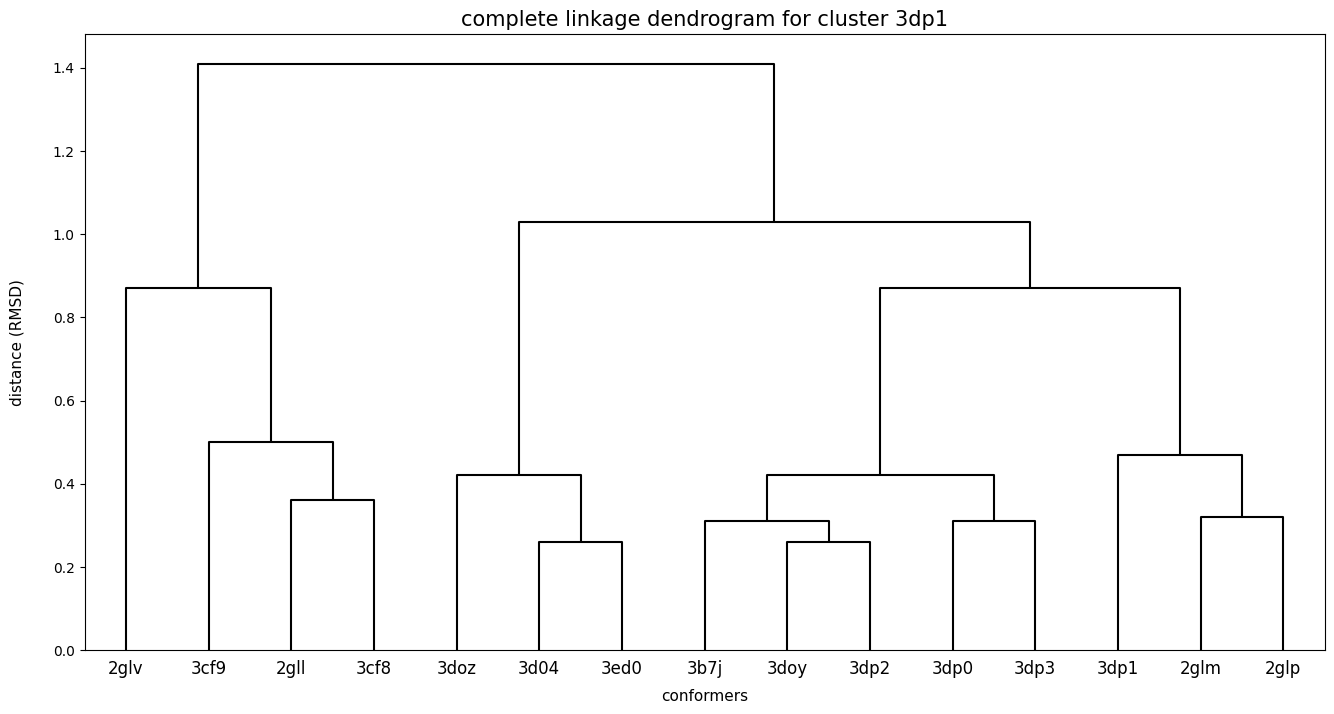 complete linkage dendrogram for cluster 3dp1
distance (RMSD)
1.4
1.2
1.0
0.8
0.6
0.4
0.2
0.0
2glv 3cf9 2gll 3cf8 3doz 3d04 3ed0 3b7j 3doy 3dp2 3dp0 3dp3 3dp1 2glm 2glp
conformers